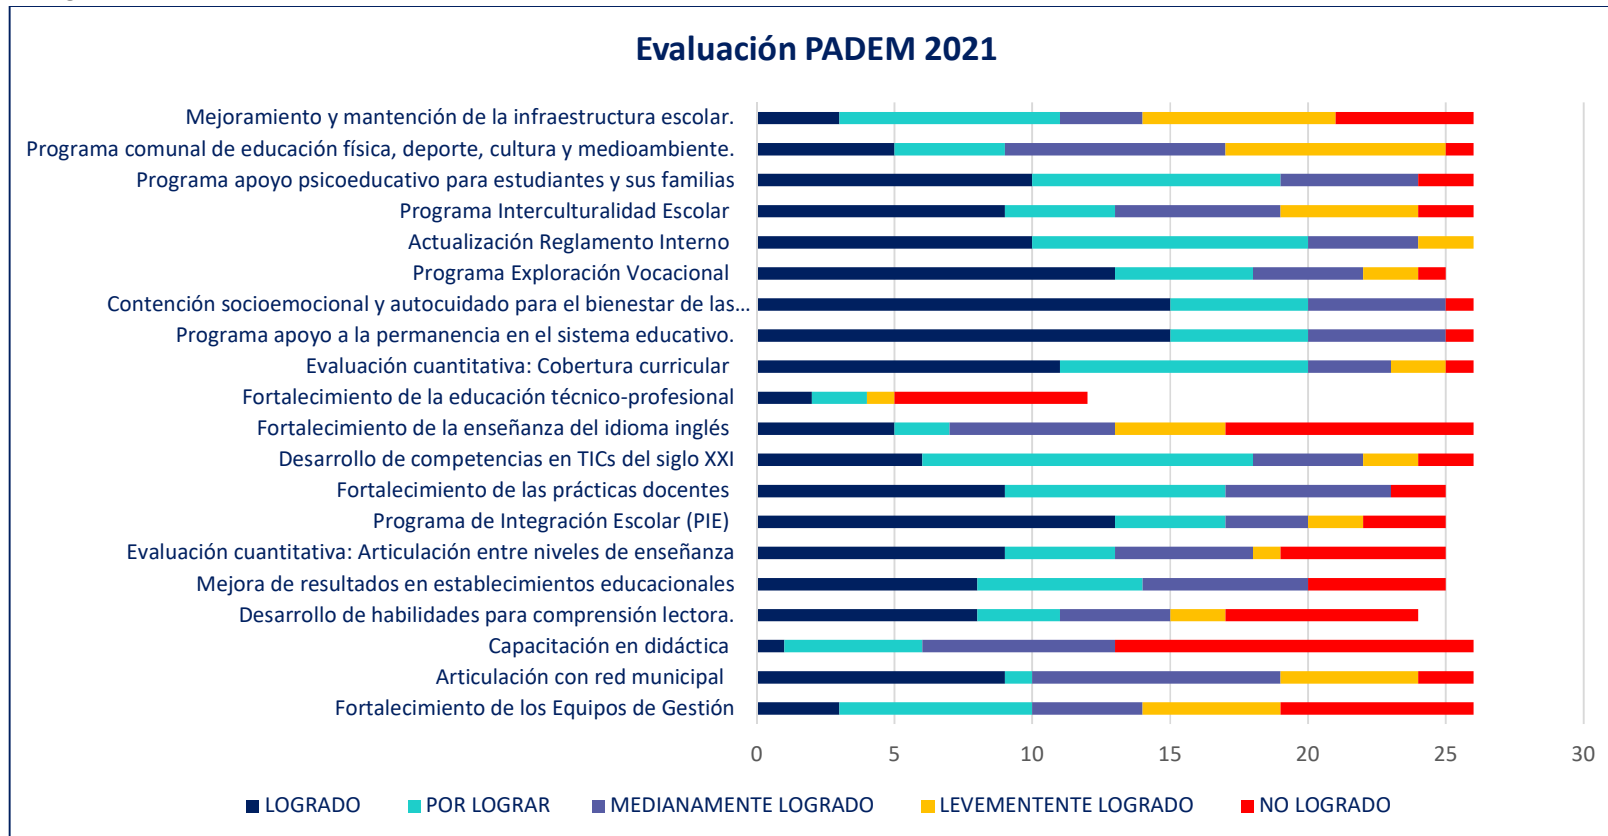 Evaluación PADEM 2021
Mejoramiento y mantención de la infraestructura escolar.
Programa comunal de educación física, deporte, cultura y medioambiente.
Programa apoyo psicoeducativo para estudiantes y sus familias
Programa Interculturalidad Escolar
Actualización Reglamento Interno
Programa Exploración Vocacional
Contención socioemocional y autocuidado para el bienestar de las...
Programa apoyo a la permanencia en el sistema educativo.
Evaluación cuantitativa: Cobertura curricular
Fortalecimiento de la educación técnico-profesional
Fortalecimiento de la enseñanza del idioma inglés
Desarrollo de competencias en TICs del siglo XXI
Fortalecimiento de las prácticas docentes
Programa de Integración Escolar (PIE)
Evaluación cuantitativa: Articulación entre niveles de enseñanza
Mejora de resultados en establecimientos educacionales
Desarrollo de habilidades para comprensión lectora.
Capacitación en didáctica
Articulación con red municipal
Fortalecimiento de los Equipos de Gestión
0 5 10 15 20 25 30
LOGRADO POR LOGRAR MEDIANAMENTE LOGRADO LEVEMENTENTE LOGRADO NO LOGRADO